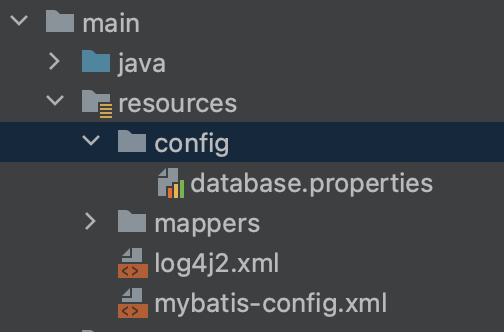 main
java
resources
config
database.properties
mappers
log4j2.xml
mybatis-config.xml